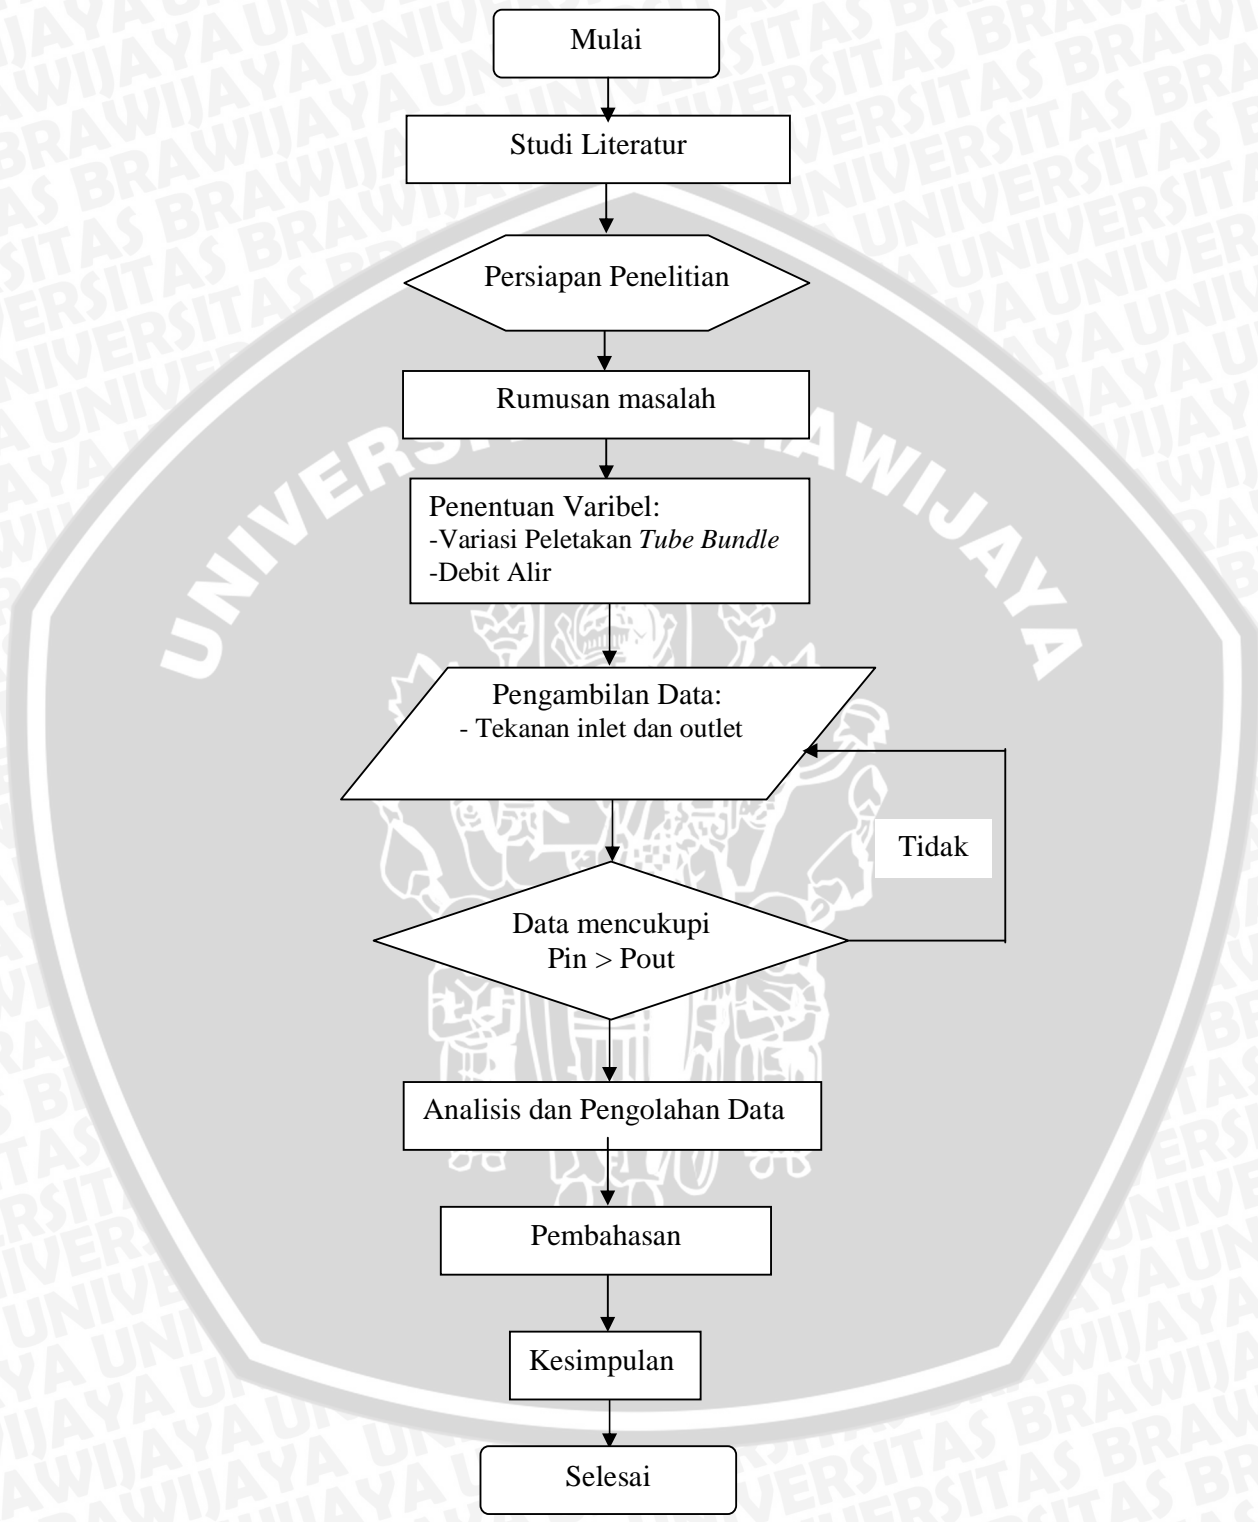 Mulai
Studi Literatur
Persiapan Penelitian
Rumusan masalah
Penentuan Varibel:
-Variasi Peletakan Tube Bundle
-Debit Alir
Pengambilan Data:
- Tekanan inlet dan outlet
Tidak
Data mencukupi
Pin > Pout
Analisis dan Pengolahan Data
Pembahasan
Kesimpulan
Selesai